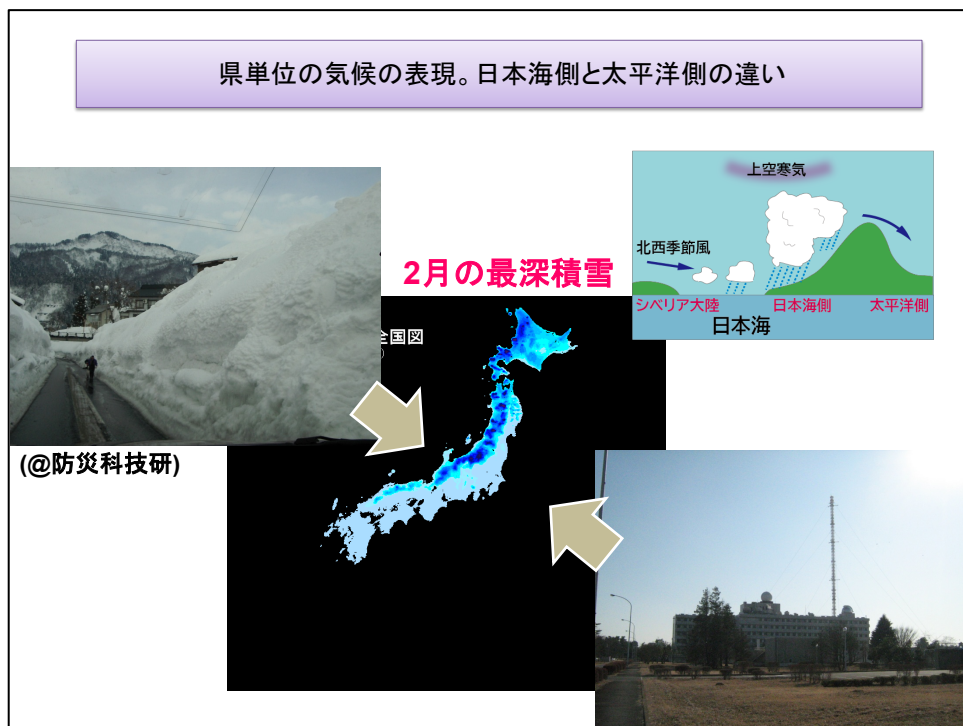 県単位の気候の表現。日本海側と太平洋側の違い
上空寒気
北西季節風
シベリア大陸
日本海側
太平洋側
日本海
2月の最深積雪
全国図
)
(@防災科技研)